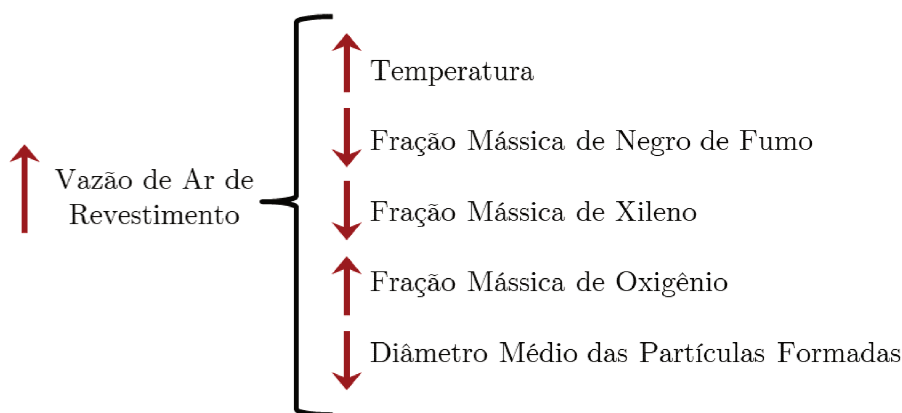 Temperatura
Fração Mássica de Negro de Fumo
Vazão de Ar de
Revestimento
Fração Mássica de Xileno
Fração Mássica de Oxigênio
Diâmetro Médio das Partículas Formadas